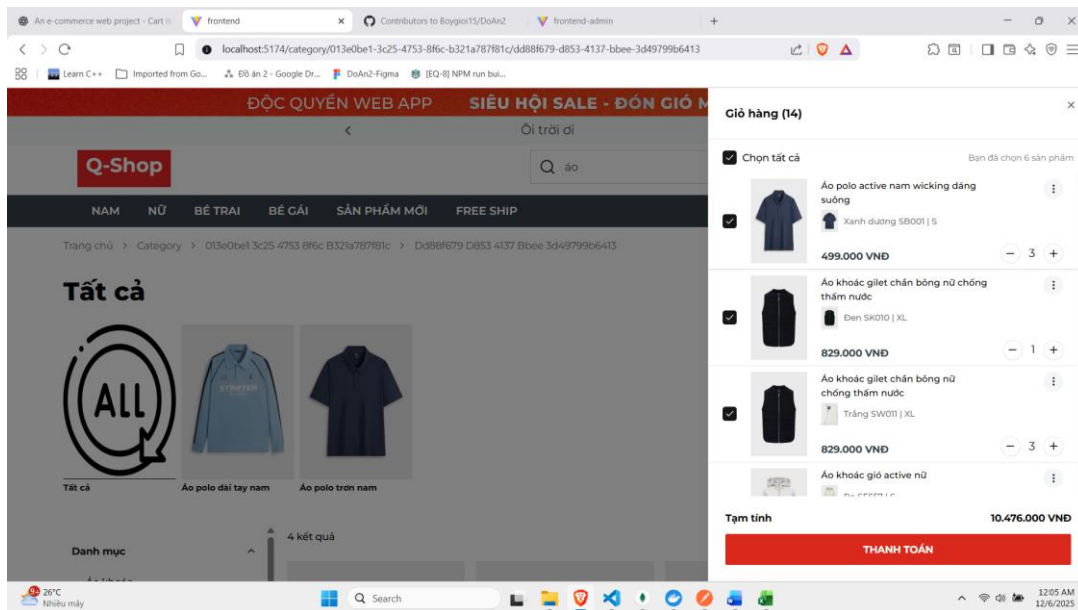 An e-commerce web project - Cart is
frontend
Contributors to Boygioi15/DoAn2
frontend-admin
localhost:5174/category/013e0be1-3c25-4753-8f6c-b321a787f81c/dd88f679-d853-4137-bbee-3d49799b6413
Learn C++
Imported from Go...
Đồ án 2 - Google Dr...
DoAn2-Figma
[EQ-8] NPM run bui...
ĐỘC QUYỀN WEB APP
SIÊU HỘI SALE - ĐÓN GIÓ M
Ôi trời ơi
Q-Shop
áo
NAM
NỮ
BÉ TRAI
BÉ GÁI
SẢN PHẨM MỚI
FREE SHIP
Trang chủ > Category > 013e0be1 3c25 4753 8f6c B321a787f81c > Dd88f679 D853 4137 Bbee 3d49799b6413
Tất cả
ALL
Tất cả
Áo polo dài tay nam
Áo polo trơn nam
Danh mục
4 kết quả
Giỏ hàng (14)
Chọn tất cả
Bạn đã chọn 6 sản phẩm
Áo polo active nam wicking dáng
suông
Xanh dương SB001 | S
499.000 VNĐ
3
Áo khoác gilet chần bông nữ chống
thấm nước
Đen SK010 | XL
829.000 VNĐ
1
Áo khoác gilet chần bông nữ
chống thấm nước
Trắng SW011 | XL
829.000 VNĐ
3
Áo khoác gió active nữ
Tạm tính
10.476.000 VNĐ
THANH TOÁN
26°C
Nhiều mây
Search
12:05 AM
12/6/2025